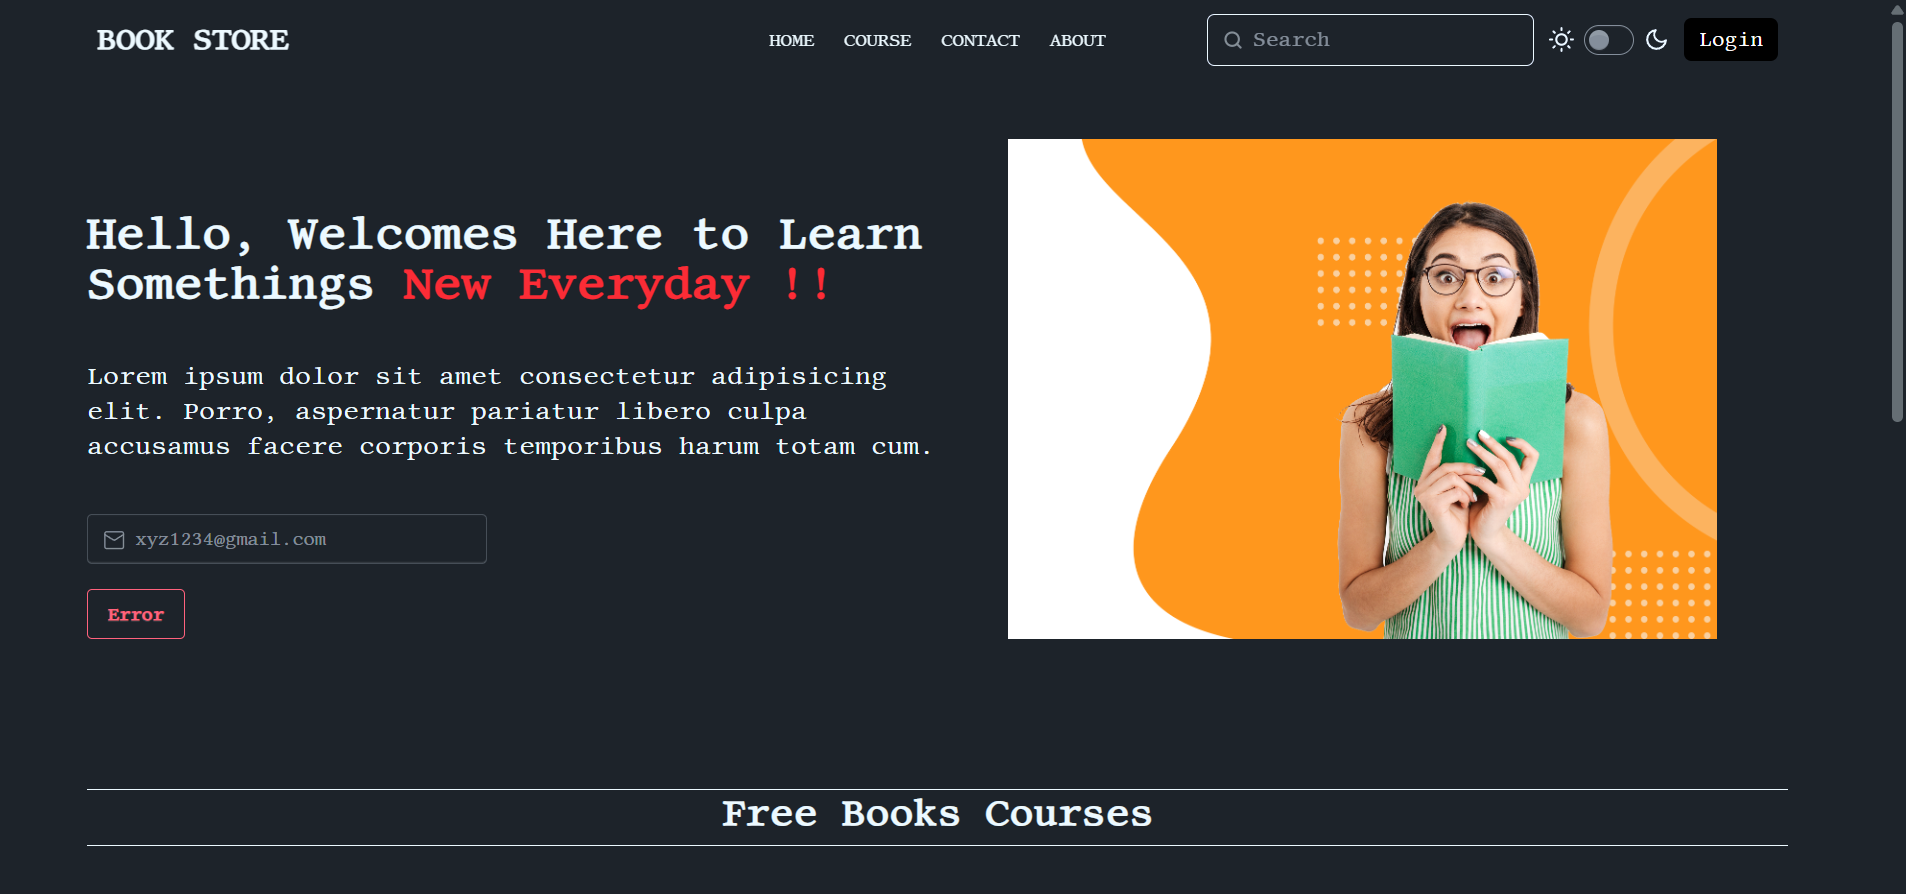 BOOK STORE
HOME COURSE CONTACT ABOUT
Search
Login
Hello, Welcomes Here to Learn
Somethings New Everyday !!
Lorem ipsum dolor sit amet consectetur adipisicing
elit. Porro, aspernatur pariatur libero culpa
accusamus facere corporis temporibus harum totam cum.
xyz1234@gmail.com
Error
Free Books Courses